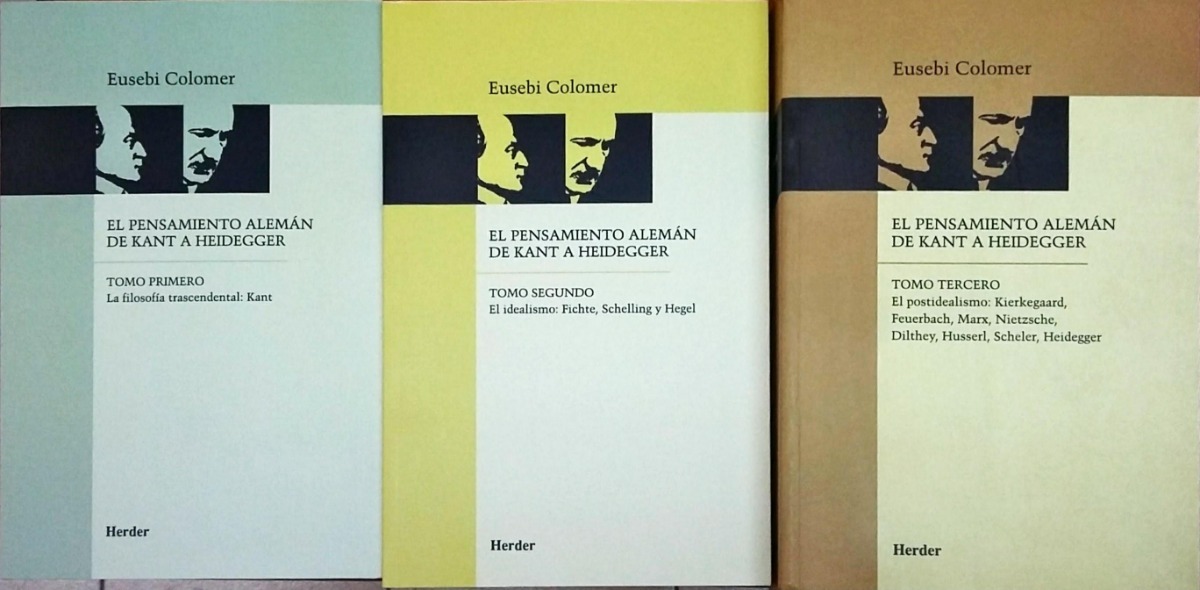 Eusebi Colomer
EL PENSAMIENTO ALEMÁN
DE KANT A HEIDEGGER
TOMO PRIMERO
La filosofía trascendental: Kant
Herder
Eusebi Colomer
EL PENSAMIENTO ALEMÁN
DE KANT A HEIDEGGER
TOMO SEGUNDO
El idealismo: Fichte, Schelling y Hegel
Herder
Eusebi Colomer
EL PENSAMIENTO ALEMÁN
DE KANT A HEIDEGGER
TOMO TERCERO
El postidealismo: Kierkegaard,
Feuerbach, Marx, Nietzsche,
Dilthey, Husserl, Scheler, Heidegger
Herder